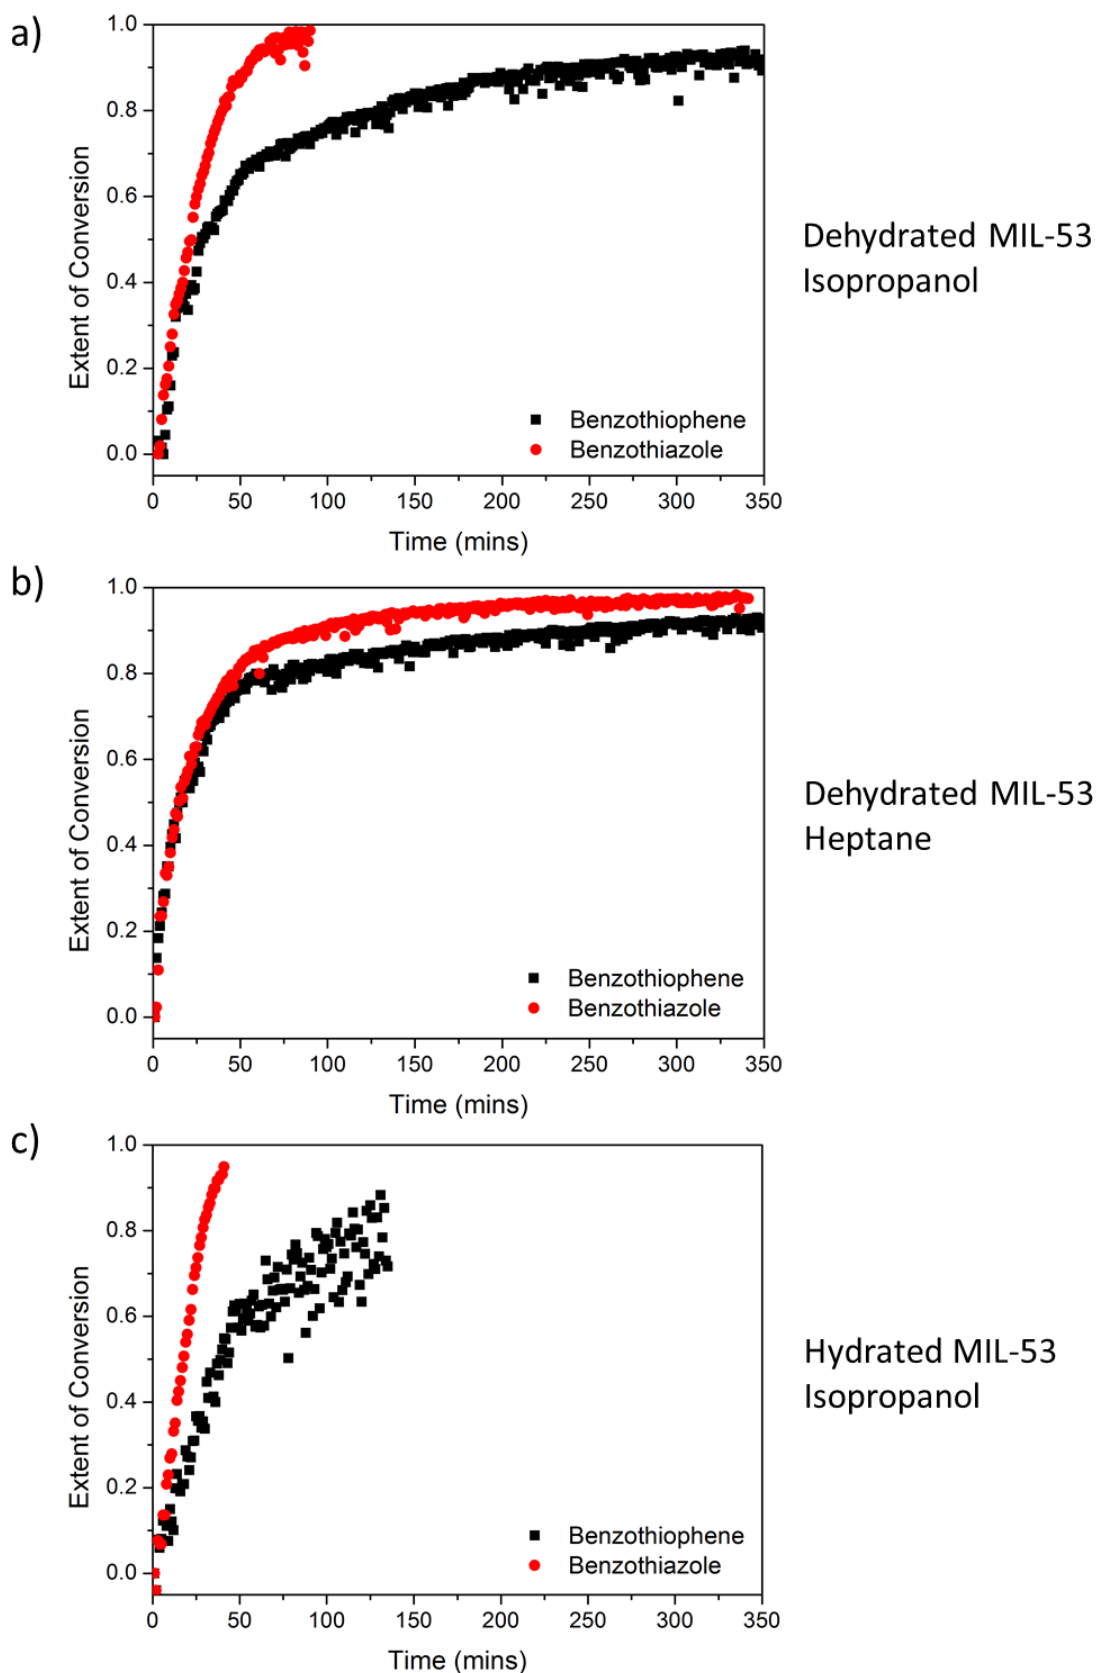 a)
1.0
0.8
0.6
0.4
0.2
0.0
Extent of Conversion
Benzothiophene
Benzothiazole
0 50 100 150 200 250 300 350
Time (mins)
Dehydrated MIL-53
Isopropanol
b)
1.0
0.8
0.6
0.4
0.2
0.0
Extent of Conversion
Benzothiophene
Benzothiazole
0 50 100 150 200 250 300 350
Time (mins)
Dehydrated MIL-53
Heptane
c)
1.0
0.8
0.6
0.4
0.2
0.0
Extent of Conversion
Benzothiophene
Benzothiazole
0 50 100 150 200 250 300 350
Time (mins)
Hydrated MIL-53
Isopropanol